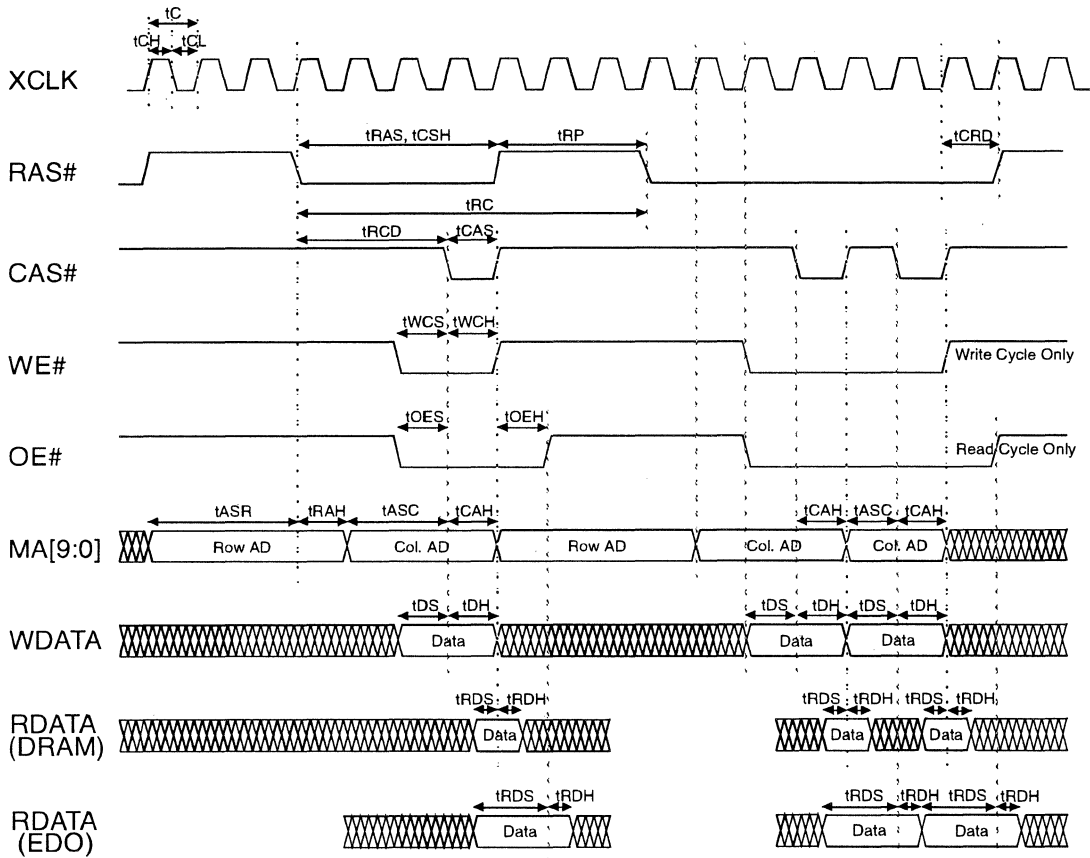 tC
tCH tCL
XCLK
tRAS, tCSH tRP tCRD
RAS#
tRC
tRCD tCAS
CAS#
tWCS, tWCH
WE#
Write Cycle Only
tOES tOEH
OE#
Read Cycle Only
tASR tRAH tASC tCAH tCAH tASC tCAH
MA[9:0]
Row AD Col. AD Row AD Col. AD Col. AD
tDS tDH tDS tDH tDS tDH
WDATA
Data Data Data
tRDS tRDH tRDS tRDH tRDS tRDH
RDATA
(DRAM)
Data Data Data
tRDS tRDH tRDS tRDH tRDS tRDH
RDATA
(EDO)
Data Data Data